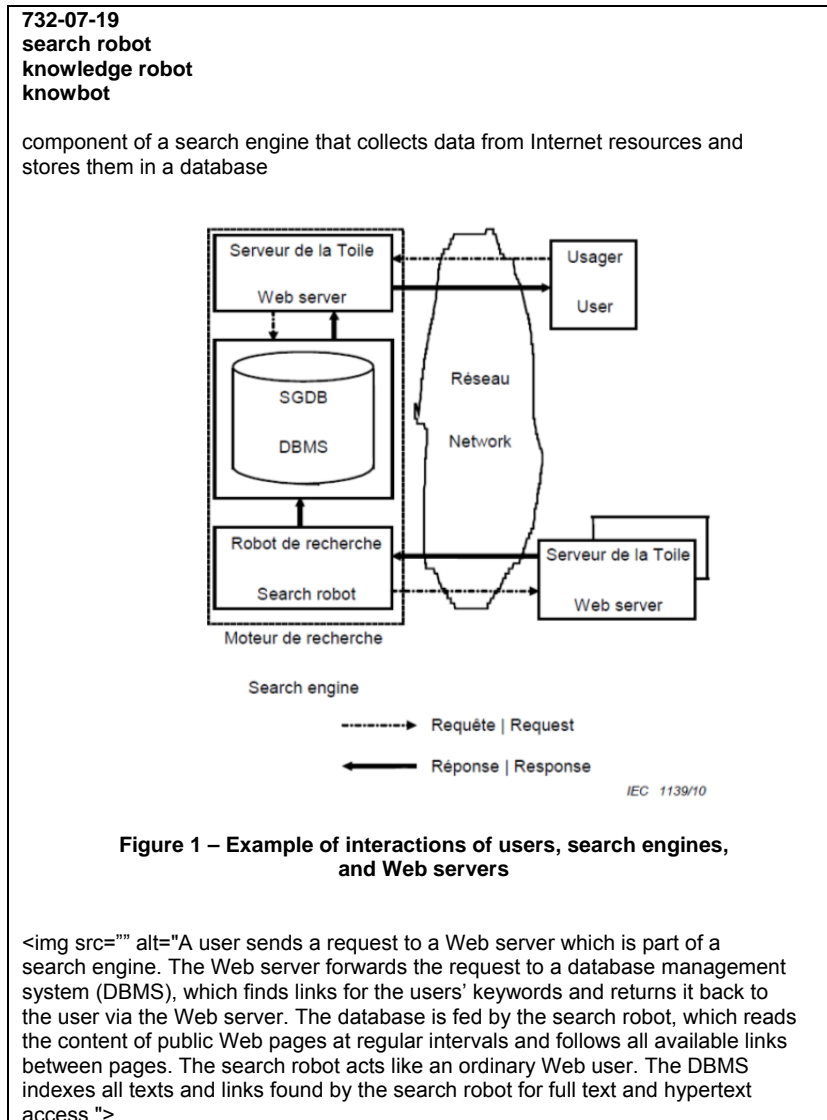 732-07-19
search robot
knowledge robot
knowbot
component of a search engine that collects data from Internet resources and
stores them in a database
Serveur de la Toile
Web server
Usager
User
SGDB
DBMS
Réseau
Network
Robot de recherche
Search robot
Serveur de la Toile
Web server
Moteur de recherche
Search engine
Requête | Request
Réponse | Response
IEC 1139/10
Figure 1 – Example of interactions of users, search engines,
and Web servers
<img src="” alt="A user sends a request to a Web server which is part of a
search engine. The Web server forwards the request to a database management
system (DBMS), which finds links for the users’ keywords and returns it back to
the user via the Web server. The database is fed by the search robot, which reads
the content of public Web pages at regular intervals and follows all available links
between pages. The search robot acts like an ordinary Web user. The DBMS
indexes all texts and links found by the search robot for full text and hypertext
access.">